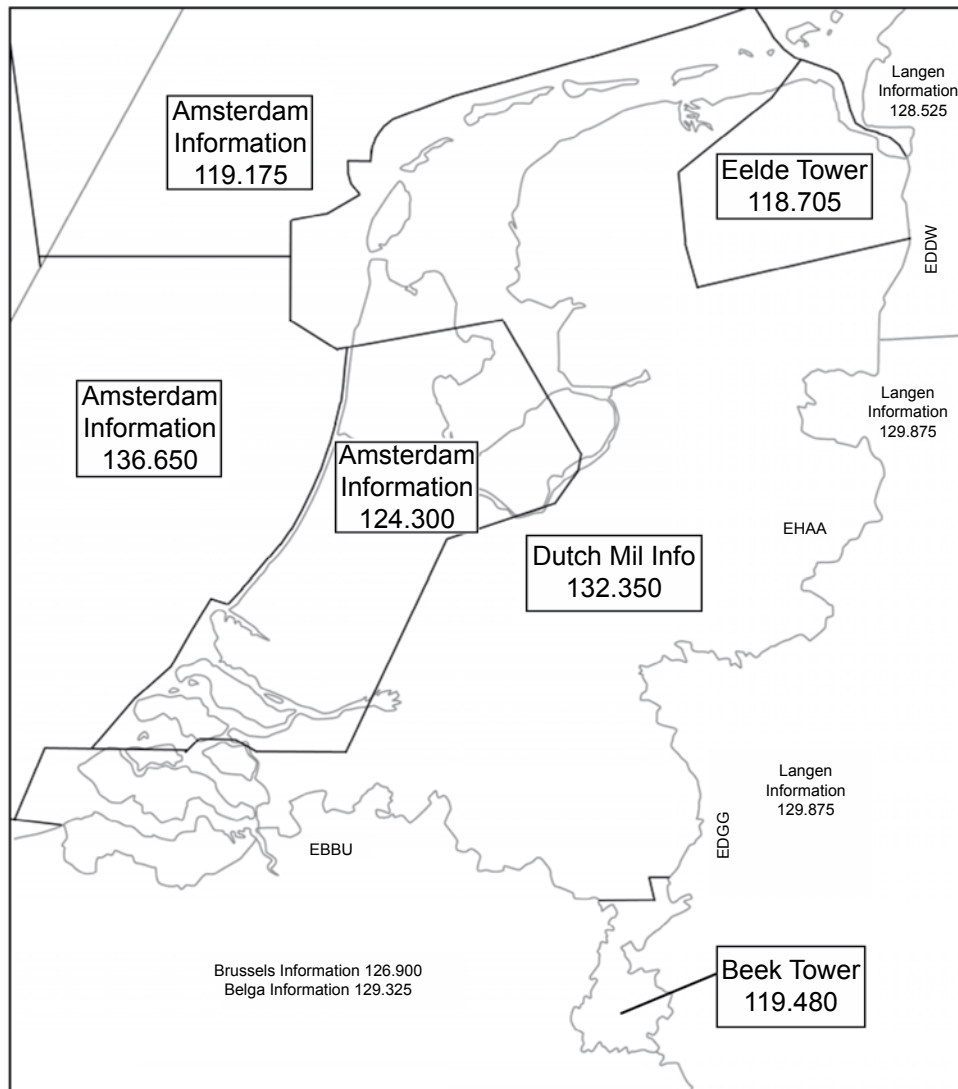 Langen
Information
128.525
Amsterdam
Information
119.175
Eelde Tower
118.705
EDDW
Amsterdam
Information
136.650
Langen
Information
129.875
Amsterdam
Information
124.300
EHAA
Dutch Mil Info
132.350
Langen
Information
129.875
EDGG
EBBU
Brussels Information 126.900
Belga Information 129.325
Beek Tower
119.480